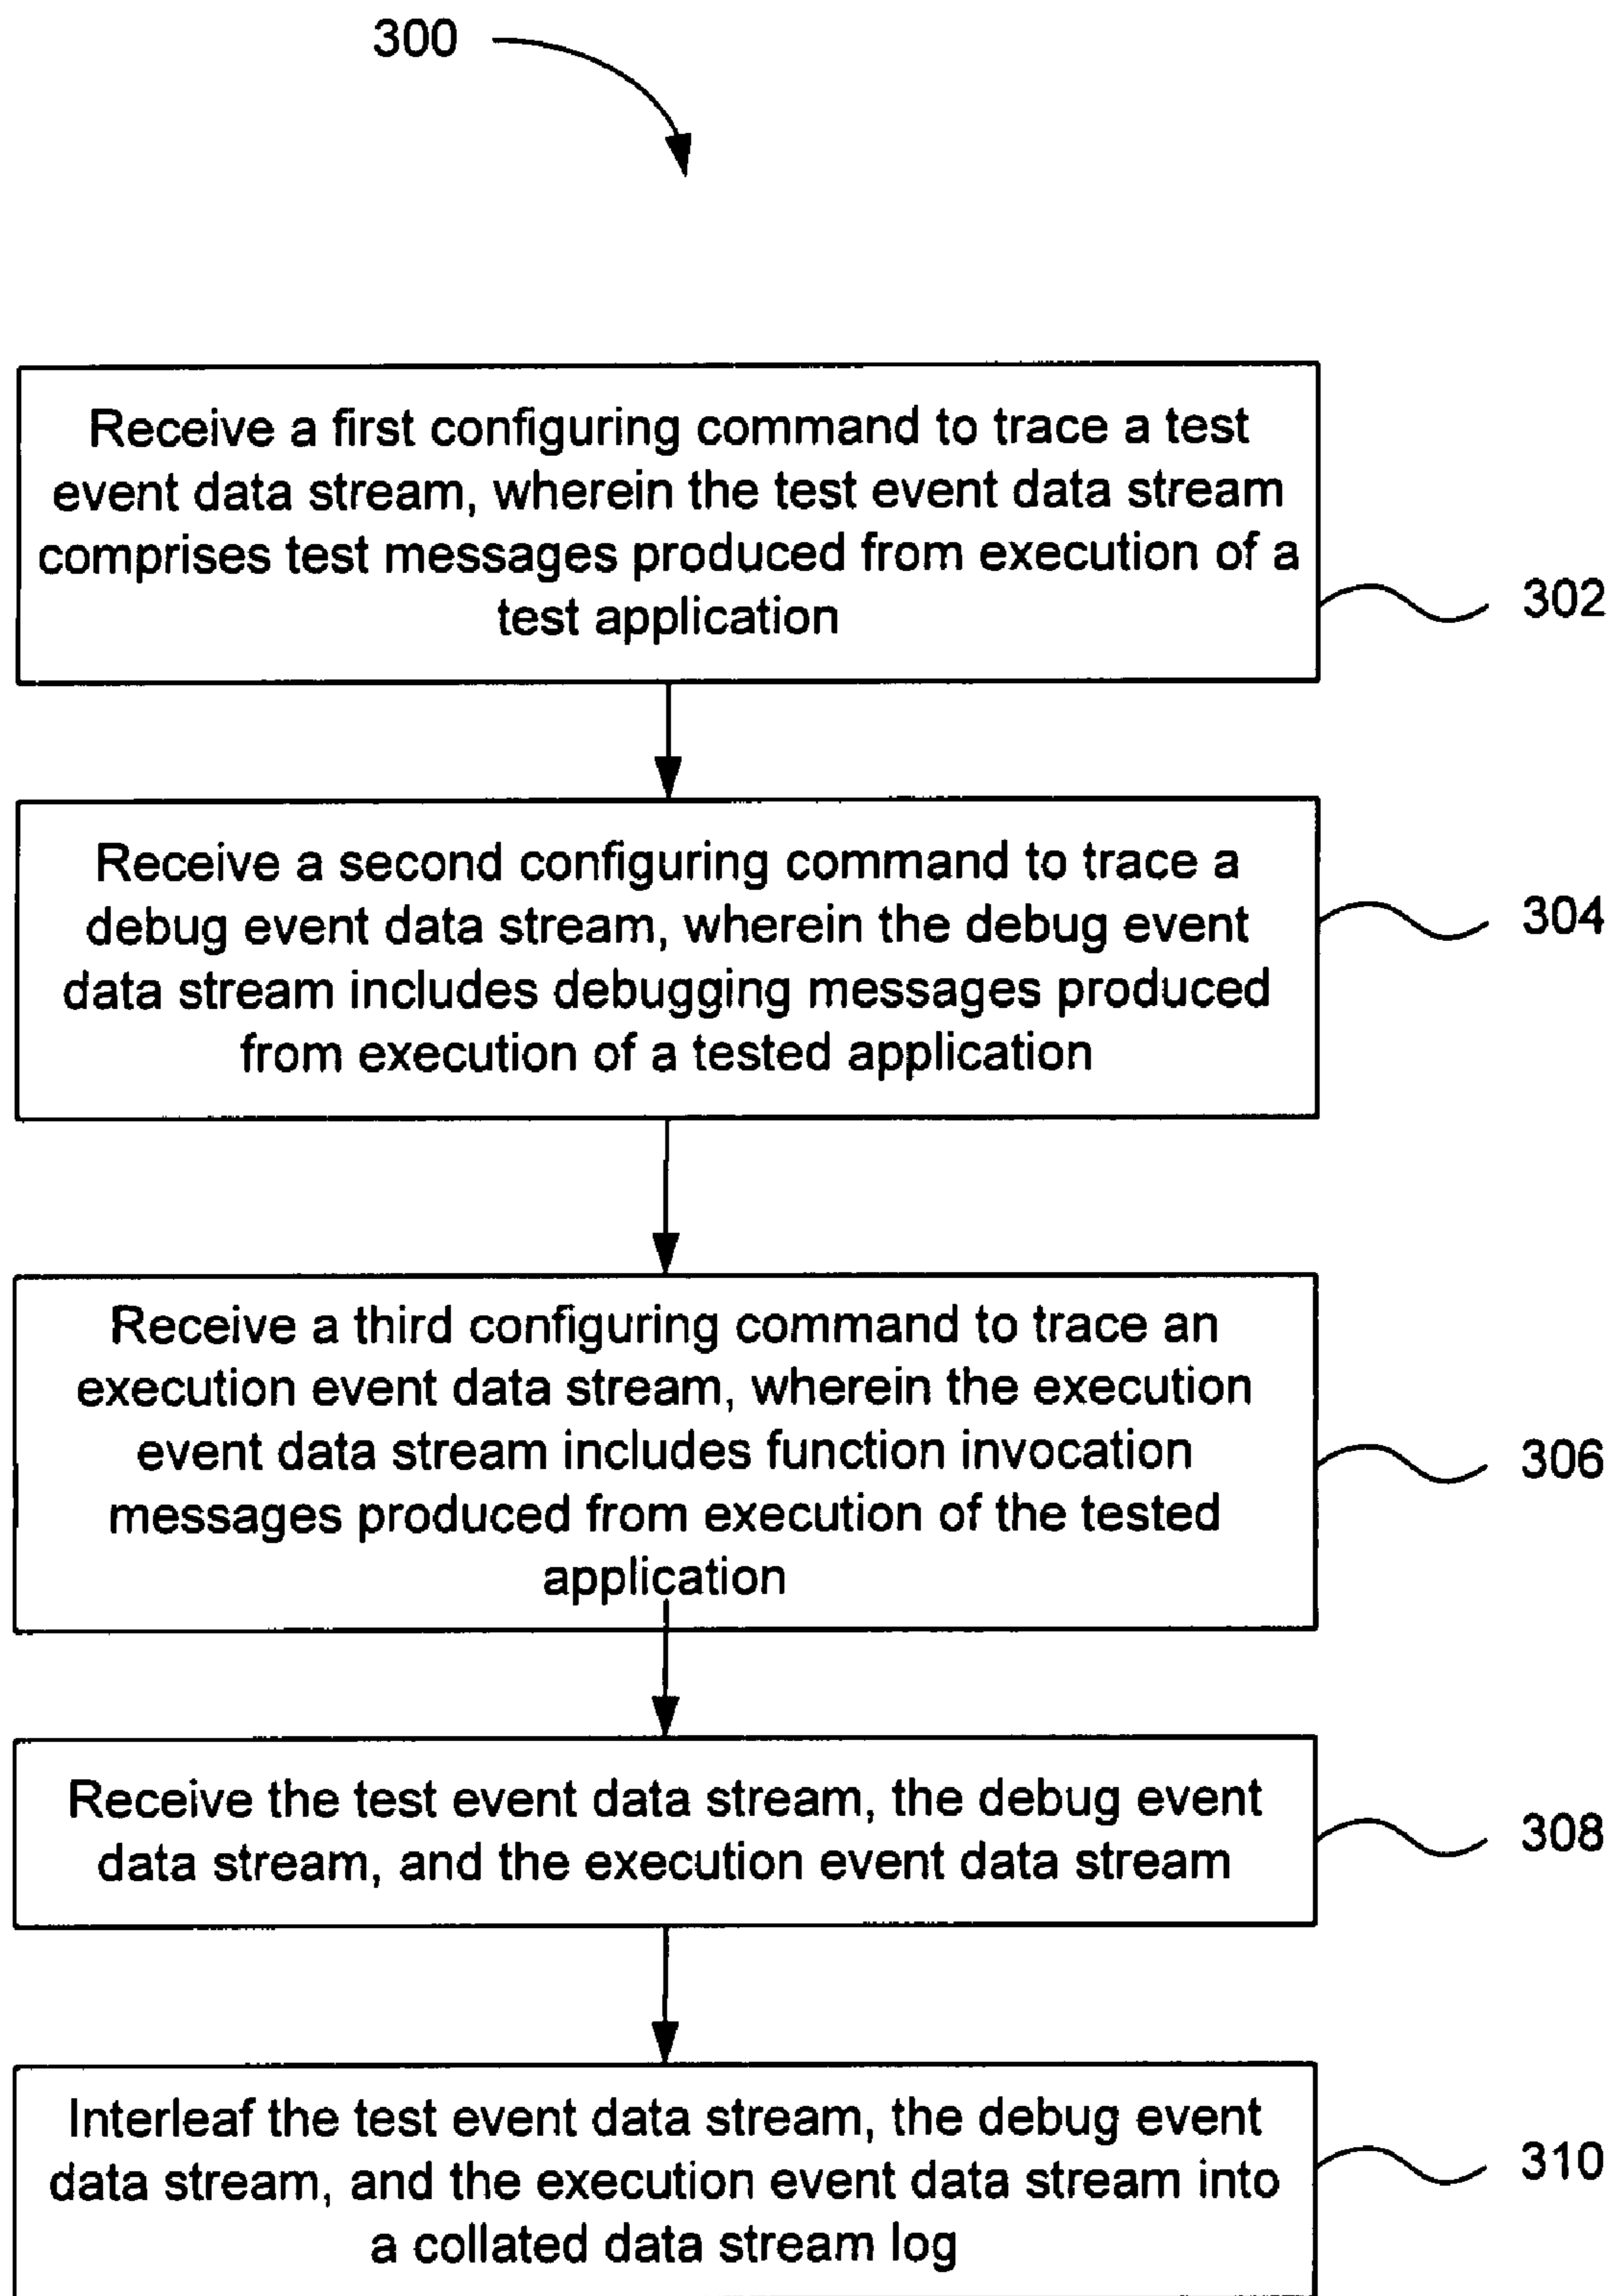 300
Receive a first configuring command to trace a test
event data stream, wherein the test event data stream
comprises test messages produced from execution of a
test application
302
Receive a second configuring command to trace a
debug event data stream, wherein the debug event
data stream includes debugging messages produced
from execution of a tested application
304
Receive a third configuring command to trace an
execution event data stream, wherein the execution
event data stream includes function invocation
messages produced from execution of the tested
application
306
Receive the test event data stream, the debug event
data stream, and the execution event data stream
308
Interleaf the test event data stream, the debug event
data stream, and the execution event data stream into
a collated data stream log
310